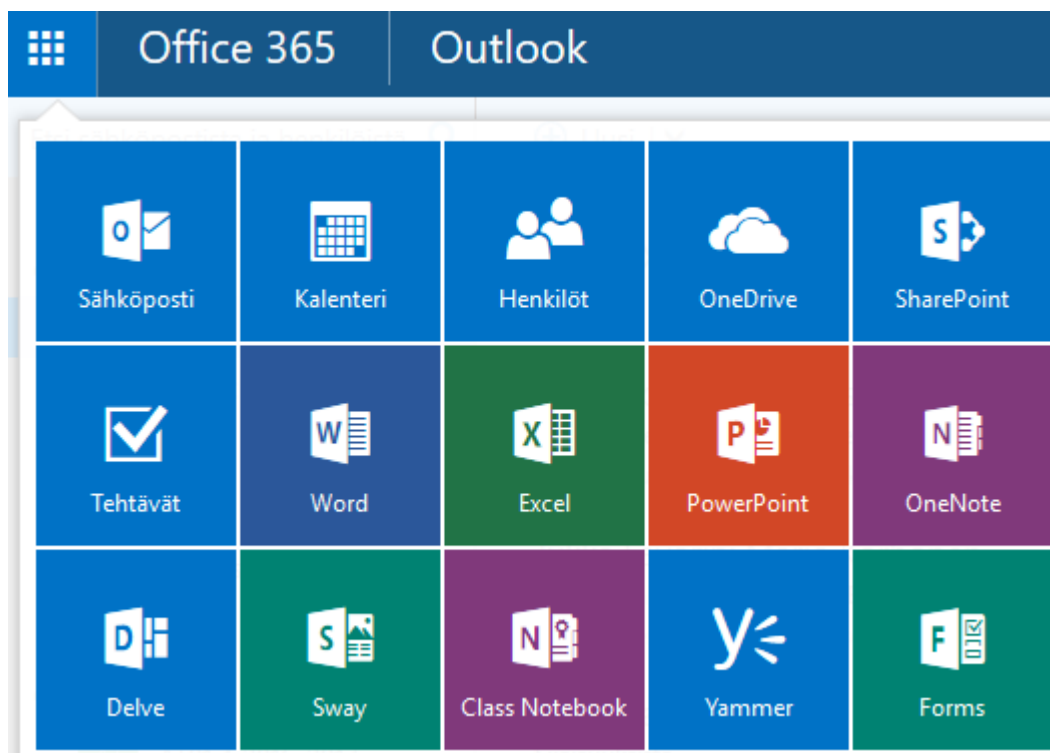 Office 365 Outlook
Sähköposti Kalenteri Henkilöt OneDrive SharePoint
Tehtävät Word Excel PowerPoint OneNote
Delve Sway Class Notebook Yammer Forms